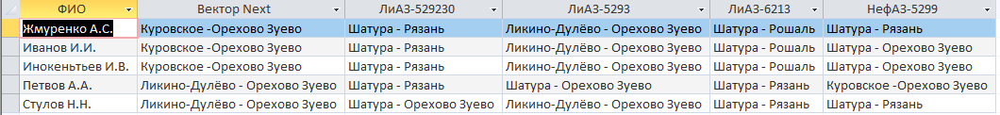 ФИО Вектор Next ЛиАЗ-529230 ЛиАЗ-5293 ЛиАЗ-6213 НефАЗ-5299
Жмуренко А.С. Куровское -Орехово Зуево Шатура - Рязань Ликино-Дулёво - Орехово Зуево Шатура - Рошаль Шатура - Рязань
Иванов И.И. Куровское -Орехово Зуево Шатура - Рязань Ликино-Дулёво - Орехово Зуево Шатура - Рошаль Шатура - Орехово Зуево
Инокеньтьев И.В. Куровское -Орехово Зуево Шатура - Рязань Ликино-Дулёво - Орехово Зуево Шатура - Рошаль Шатура - Рязань
Петвов А.А. Ликино-Дулёво - Орехово Зуево Шатура - Рязань Шатура - Орехово Зуево Шатура - Рязань Куровское -Орехово Зуево
Стулов Н.Н. Ликино-Дулёво - Орехово Зуево Шатура - Орехово Зуево Ликино-Дулёво - Орехово Зуево Шатура - Рязань Шатура - Рязань